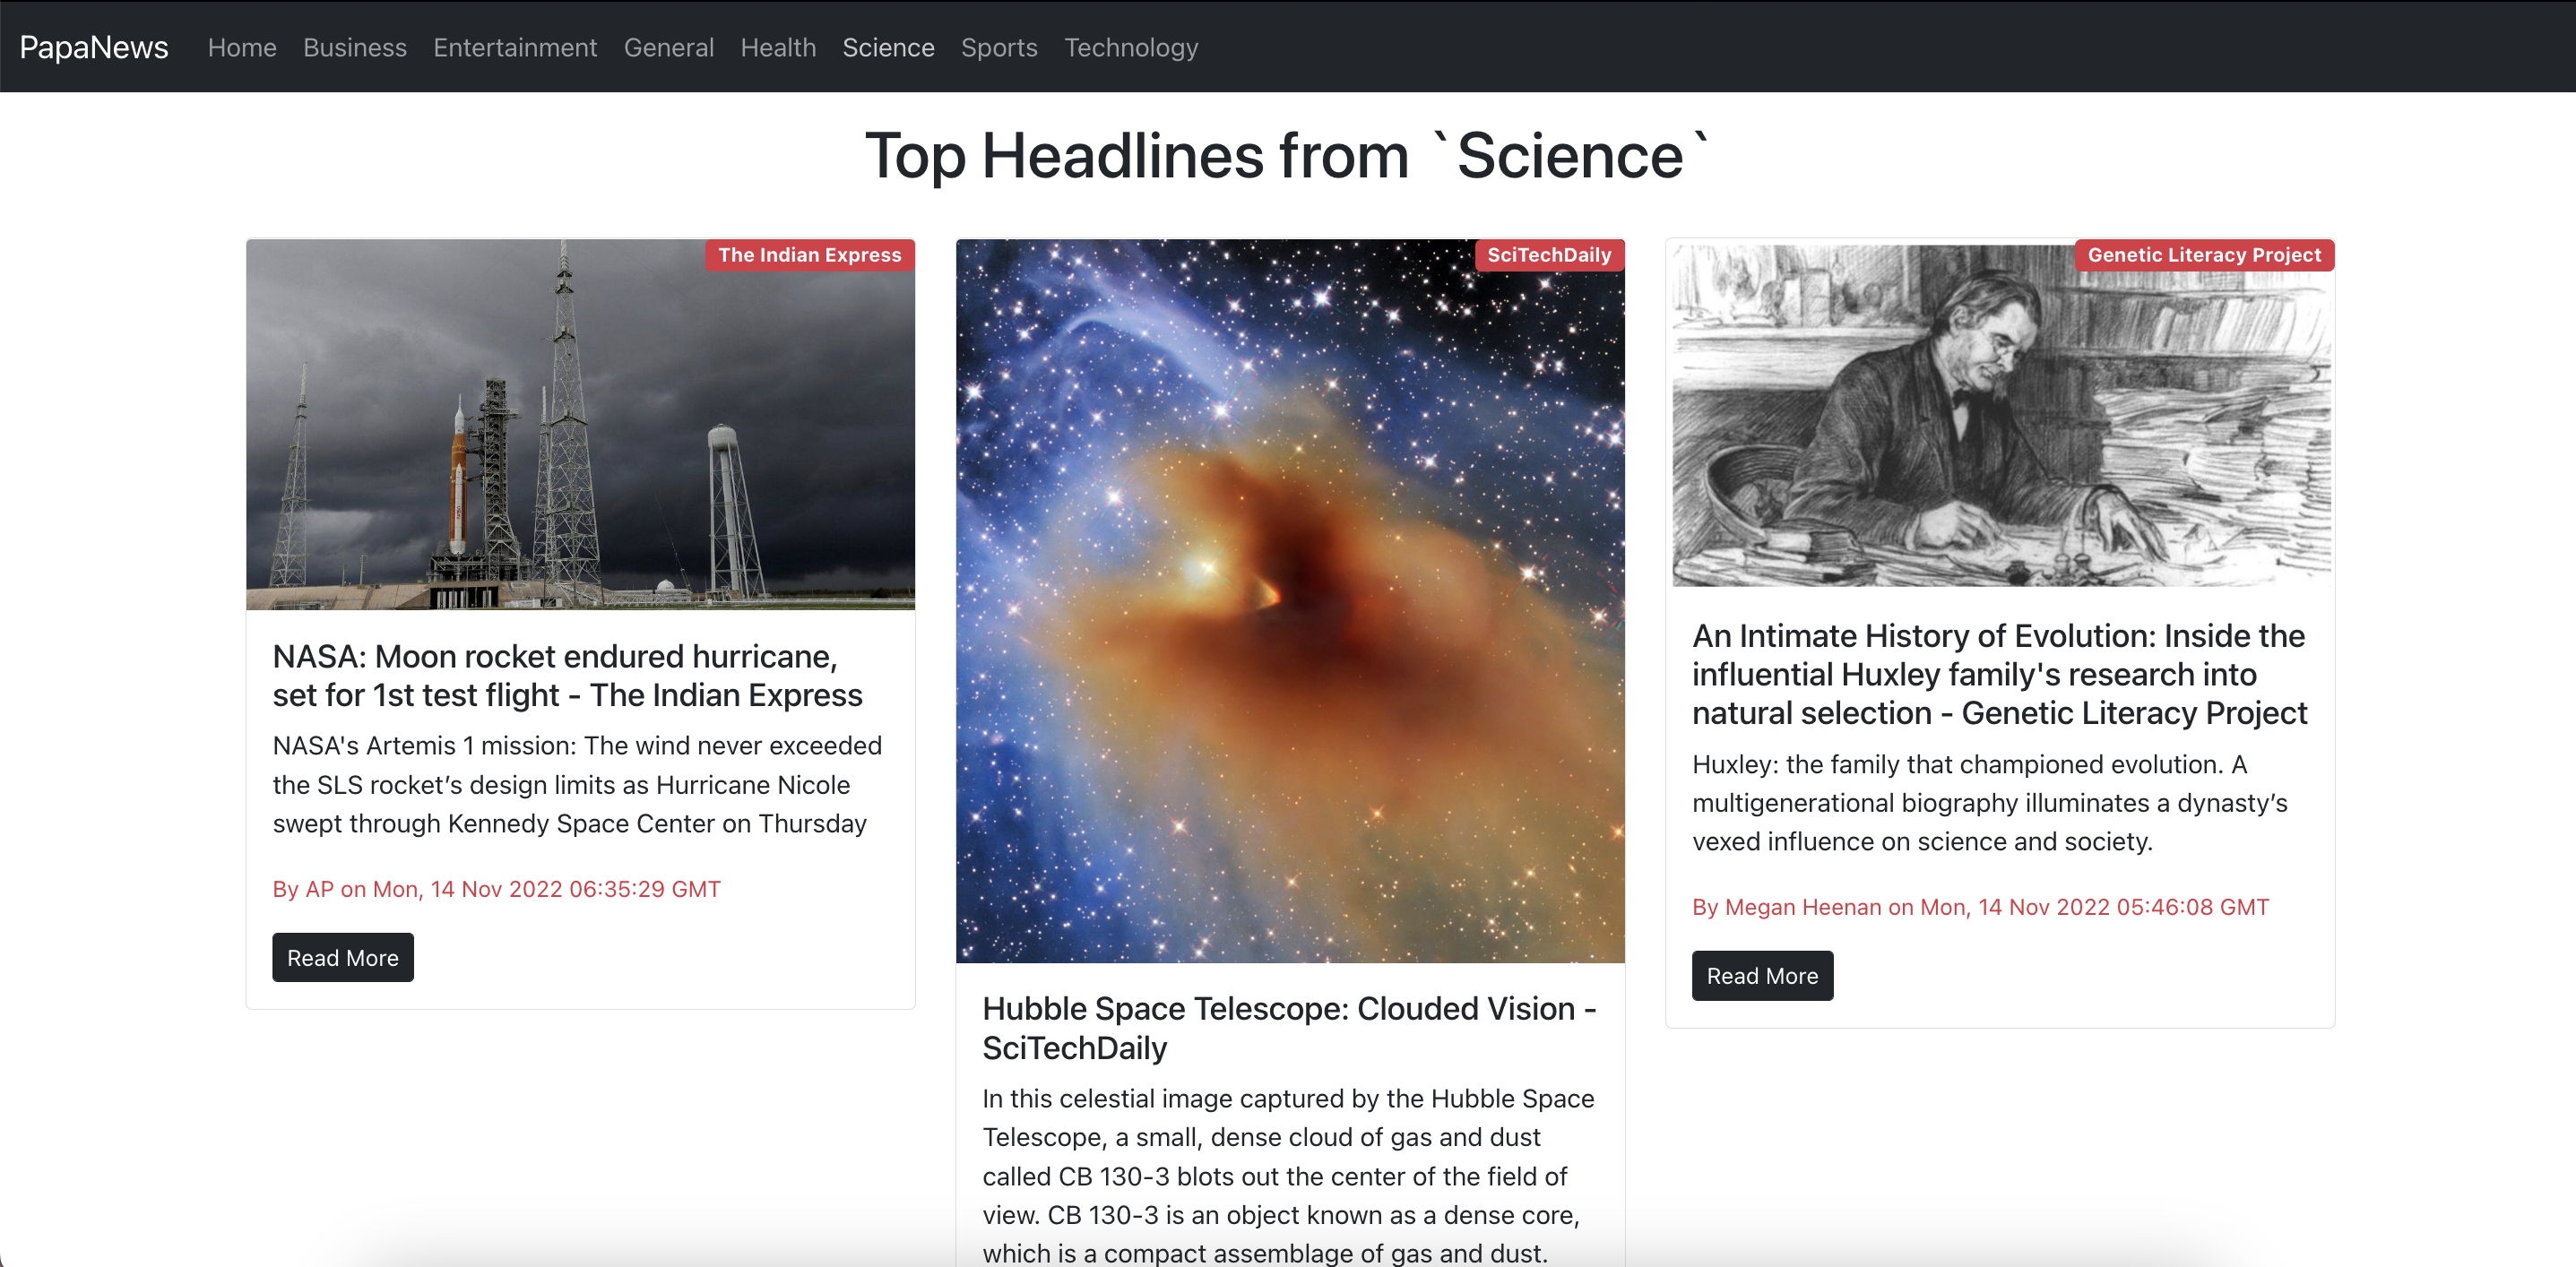 PapaNews Home Business Entertainment General Health Science Sports Technology
Top Headlines from `Science`
The Indian Express
NASA: Moon rocket endured hurricane,
set for 1st test flight - The Indian Express
NASA's Artemis 1 mission: The wind never exceeded
the SLS rocket’s design limits as Hurricane Nicole
swept through Kennedy Space Center on Thursday
By AP on Mon, 14 Nov 2022 06:35:29 GMT
Read More
SciTechDaily
Hubble Space Telescope: Clouded Vision -
SciTechDaily
In this celestial image captured by the Hubble Space
Telescope, a small, dense cloud of gas and dust
called CB 130-3 blots out the center of the field of
view. CB 130-3 is an object known as a dense core,
which is a compact assemblage of gas and dust.
Genetic Literacy Project
An Intimate History of Evolution: Inside the
influential Huxley family's research into
natural selection - Genetic Literacy Project
Huxley: the family that championed evolution. A
multigenerational biography illuminates a dynasty’s
vexed influence on science and society.
By Megan Heenan on Mon, 14 Nov 2022 05:46:08 GMT
Read More